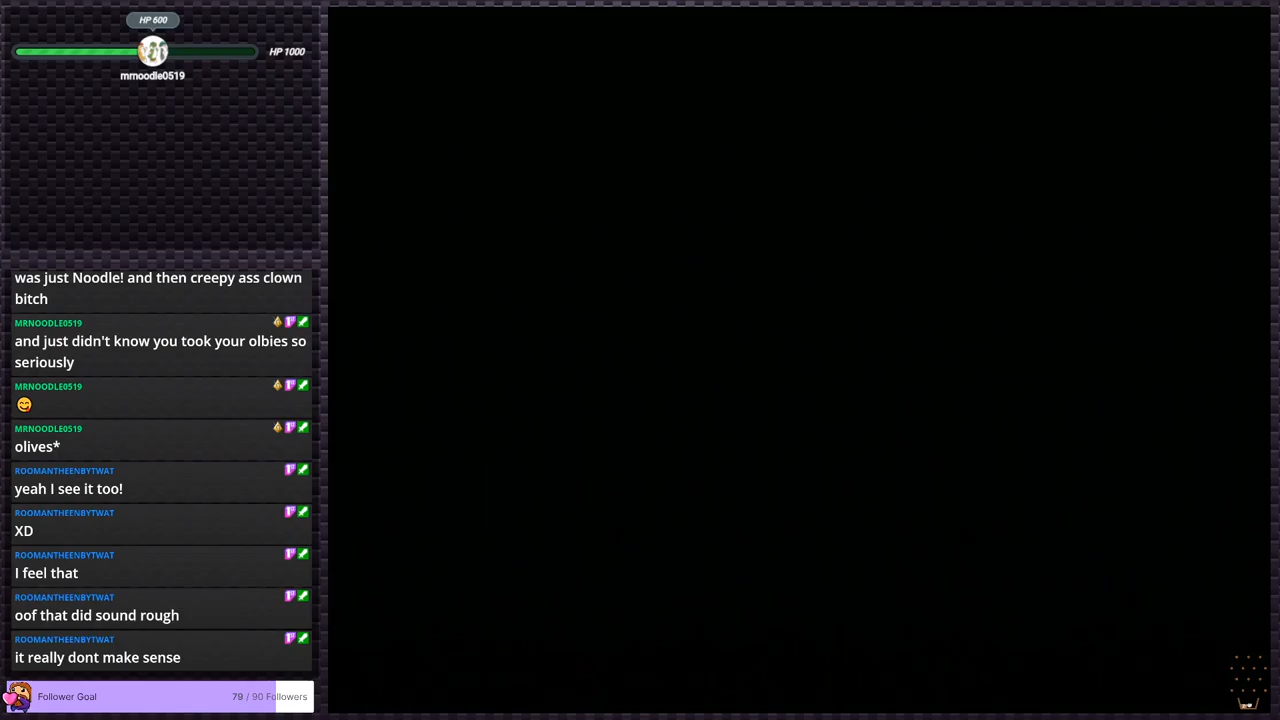 HP 600
HP 1000
mrnoodle0519
was just Noodle! and then creepy ass clown
bitch
MRNOODLE0519
and just didn't know you took your olbies so
seriously
MRNOODLE0519
MRNOODLE0519
olives*
ROOMANTHEENBYTWAT
yeah I see it too!
ROOMANTHEENBYTWAT
XD
ROOMANTHEENBYTWAT
I feel that
ROOMANTHEENBYTWAT
oof that did sound rough
ROOMANTHEENBYTWAT
it really dont make sense
Follower Goal 79 / 90 Followers